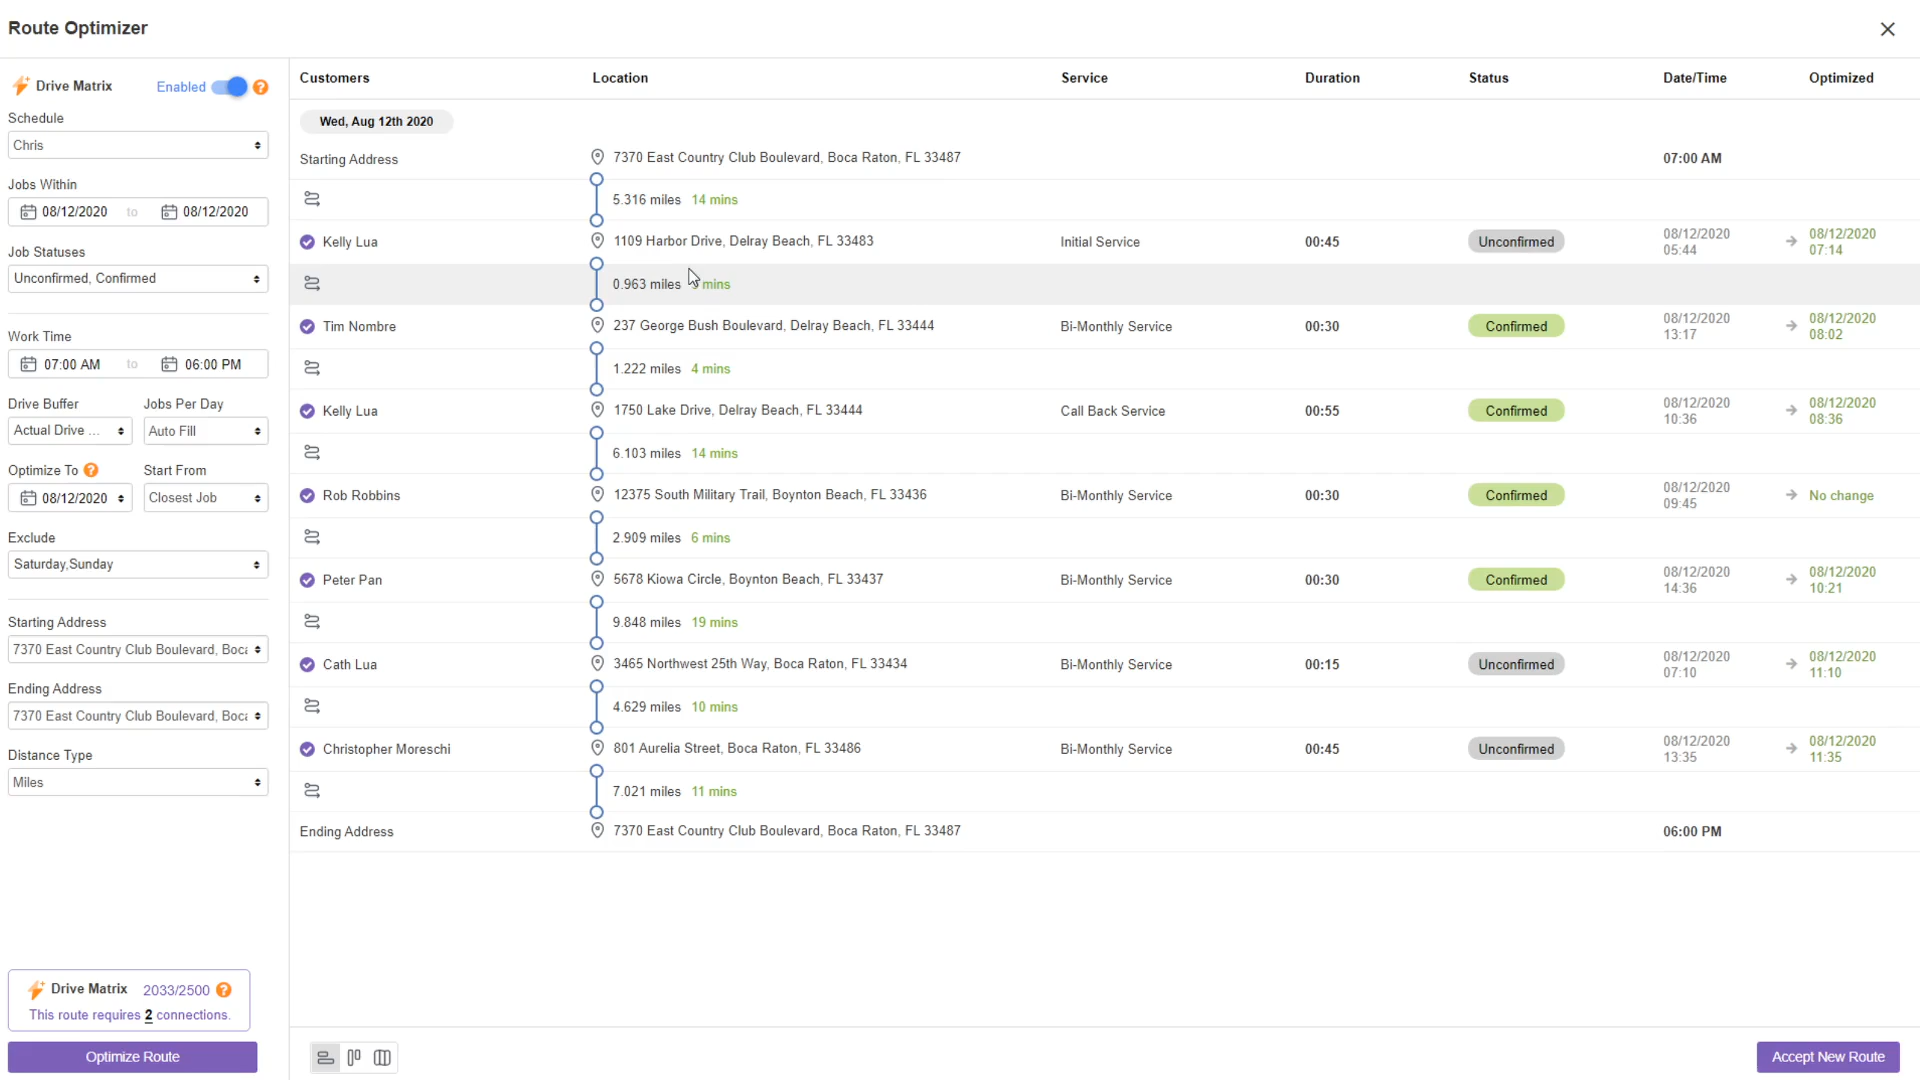 Route Optimizer
Drive Matrix Enabled ?
Schedule
Chris
Jobs Within
08/12/2020 to 08/12/2020
Job Statuses
Unconfirmed, Confirmed
Work Time
07:00 AM to 06:00 PM
Drive Buffer Jobs Per Day
Actual Drive ... Auto Fill
Optimize To ? Start From
08/12/2020 Closest Job
Exclude
Saturday,Sunday
Starting Address
7370 East Country Club Boulevard, Boca
Ending Address
7370 East Country Club Boulevard, Boca
Distance Type
Miles
Drive Matrix 2033/2500 ?
This route requires 2 connections.
Optimize Route
Customers Location Service Duration Status Date/Time Optimized
Wed, Aug 12th 2020
Starting Address 7370 East Country Club Boulevard, Boca Raton, FL 33487 07:00 AM
5.316 miles 14 mins
Kelly Lua 1109 Harbor Drive, Delray Beach, FL 33483 Initial Service 00:45 Unconfirmed 08/12/2020 05:44 08/12/2020 07:14
0.963 miles mins
Tim Nombre 237 George Bush Boulevard, Delray Beach, FL 33444 Bi-Monthly Service 00:30 Confirmed 08/12/2020 13:17 08/12/2020 08:02
1.222 miles 4 mins
Kelly Lua 1750 Lake Drive, Delray Beach, FL 33444 Call Back Service 00:55 Confirmed 08/12/2020 10:36 08/12/2020 08:36
6.103 miles 14 mins
Rob Robbins 12375 South Military Trail, Boynton Beach, FL 33436 Bi-Monthly Service 00:30 Confirmed 08/12/2020 09:45 No change
2.909 miles 6 mins
Peter Pan 5678 Kiowa Circle, Boynton Beach, FL 33437 Bi-Monthly Service 00:30 Confirmed 08/12/2020 14:36 08/12/2020 10:21
9.848 miles 19 mins
Cath Lua 3465 Northwest 25th Way, Boca Raton, FL 33434 Bi-Monthly Service 00:15 Unconfirmed 08/12/2020 07:10 08/12/2020 11:10
4.629 miles 10 mins
Christopher Moreschi 801 Aurelia Street, Boca Raton, FL 33486 Bi-Monthly Service 00:45 Unconfirmed 08/12/2020 13:35 08/12/2020 11:35
7.021 miles 11 mins
Ending Address 7370 East Country Club Boulevard, Boca Raton, FL 33487 06:00 PM
Accept New Route